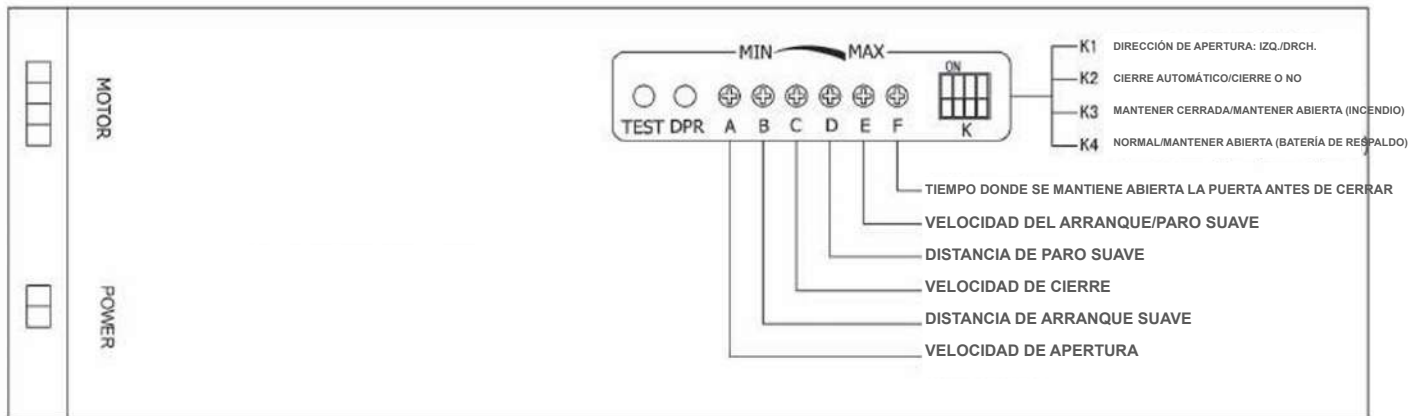 MOTOR
POWER
MIN MAX
ON
TEST DPR A B C D E F K
K1 DIRECCIÓN DE APERTURA: IZQ./DRCH.
K2 CIERRE AUTOMÁTICO/CIERRE O NO
K3 MANTENER CERRADA/MANTENER ABIERTA (INCENDIO)
K4 NORMAL/MANTENER ABIERTA (BATERÍA DE RESPALDO)
TIEMPO DONDE SE MANTIENE ABIERTA LA PUERTA ANTES DE CERRAR
VELOCIDAD DEL ARRANQUE/PARO SUAVE
DISTANCIA DE PARO SUAVE
VELOCIDAD DE CIERRE
DISTANCIA DE ARRANQUE SUAVE
VELOCIDAD DE APERTURA